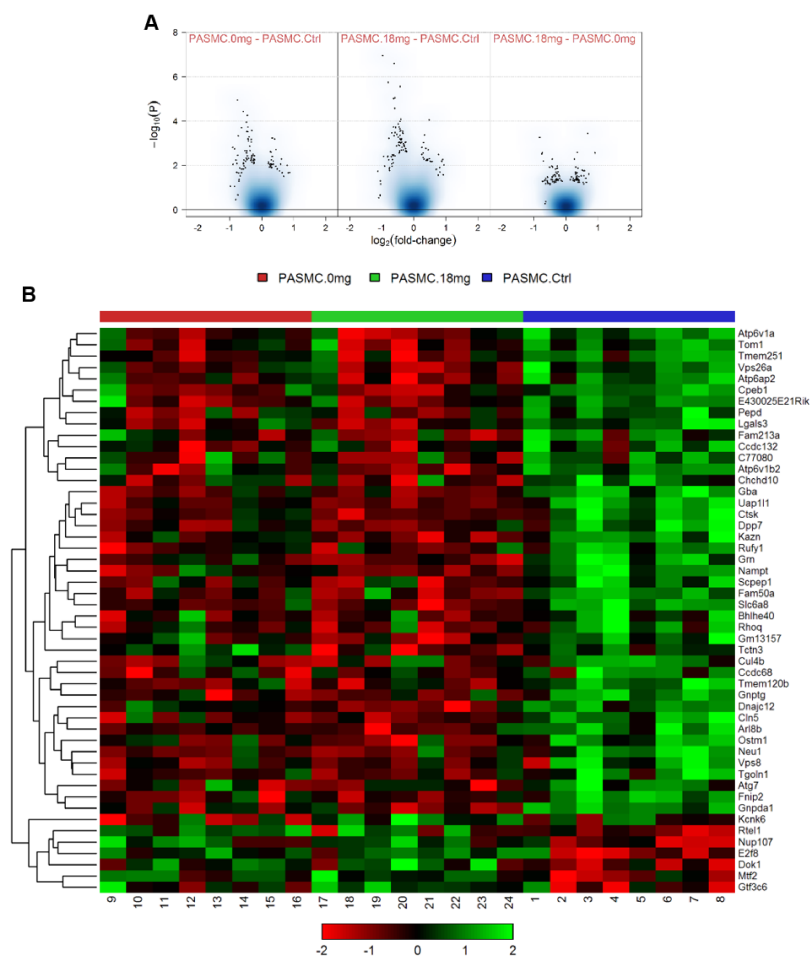 A
PASMC.0mg - PASMC.Ctrl PASMC.18mg - PASMC.Ctrl PASMC.18mg - PASMC.0mg
8
6
4
2
0
−log10(P)
-2 -1 0 1 2 -2 -1 0 1 2 -2 -1 0 1 2
log2(fold-change)
PASMC.0mg PASMC.18mg PASMC.Ctrl
B
Atp6v1a
Tom1
Tmem251
Vps26a
Atp6ap2
Cpeb1
E430025E21Rik
Pepd
Lgals3
Fam213a
Ccdc132
C77080
Atp6v1b2
Chchd10
Gba
Uap1l1
Ctsk
Dpp7
Kazn
Rufy1
Grn
Nampt
Scpep1
Fam50a
Slc6a8
Bhlhe40
Rhoq
Gm13157
Tctn3
Cul4b
Ccdc68
Tmem120b
Gnptg
Dnajc12
Cln5
Arl8b
Ostm1
Neu1
Vps8
Tgoln1
Atg7
Fnip2
Gnpda1
Kcnk6
Rtel1
Nup107
E2f8
Dok1
Mtf2
Gtf3c6
9 10 11 12 13 14 15 16 17 18 19 20 21 22 23 24 1 2 3 4 5 6 7 8
-2 -1 0 1 2